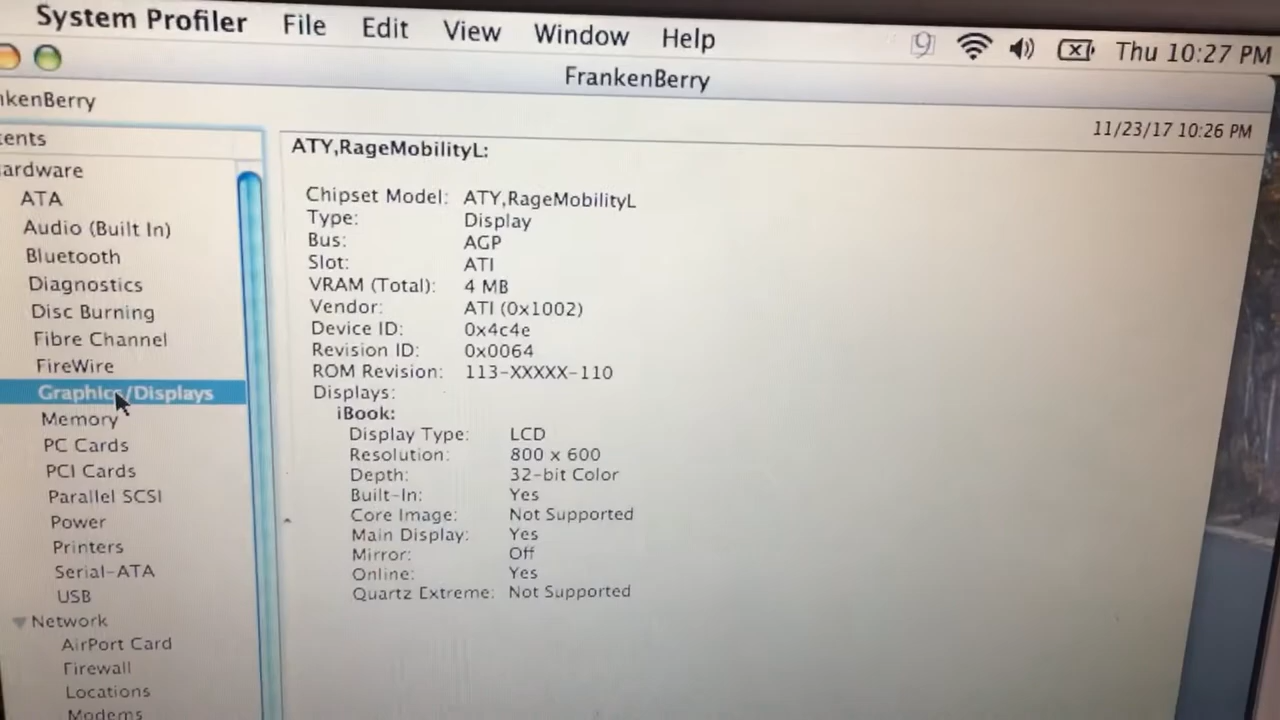 System Profiler File Edit View Window Help Thu 10:27 PM
FrankenBerry
nkenBerry
11/23/17 10:26 PM
ents
ardware
ATA
Audio (Built In)
Bluetooth
Diagnostics
Disc Burning
Fibre Channel
FireWire
Graphics/Displays
Memory
PC Cards
PCI Cards
Parallel SCSI
Power
Printers
Serial-ATA
USB
Network
AirPort Card
Firewall
Locations
Modems
ATY,RageMobilityL:
Chipset Model: ATY,RageMobilityL
Type: Display
Bus: AGP
Slot: ATI
VRAM (Total): 4 MB
Vendor: ATI (0x1002)
Device ID: 0x4c4e
Revision ID: 0x0064
ROM Revision: 113-XXXXX-110
Displays:
iBook:
Display Type: LCD
Resolution: 800 x 600
Depth: 32-bit Color
Built-In: Yes
Core Image: Not Supported
Main Display: Yes
Mirror: Off
Online: Yes
Quartz Extreme: Not Supported